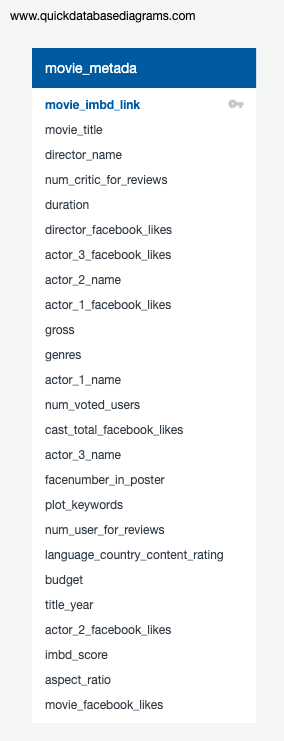 www.quickdatabasediagrams.com
movie_metada
movie_imbd_link
movie_title
director_name
num_critic_for_reviews
duration
director_facebook_likes
actor_3_facebook_likes
actor_2_name
actor_1_facebook_likes
gross
genres
actor_1_name
num_voted_users
cast_total_facebook_likes
actor_3_name
facenumber_in_poster
plot_keywords
num_user_for_reviews
language_country_content_rating
budget
title_year
actor_2_facebook_likes
imbd_score
aspect_ratio
movie_facebook_likes